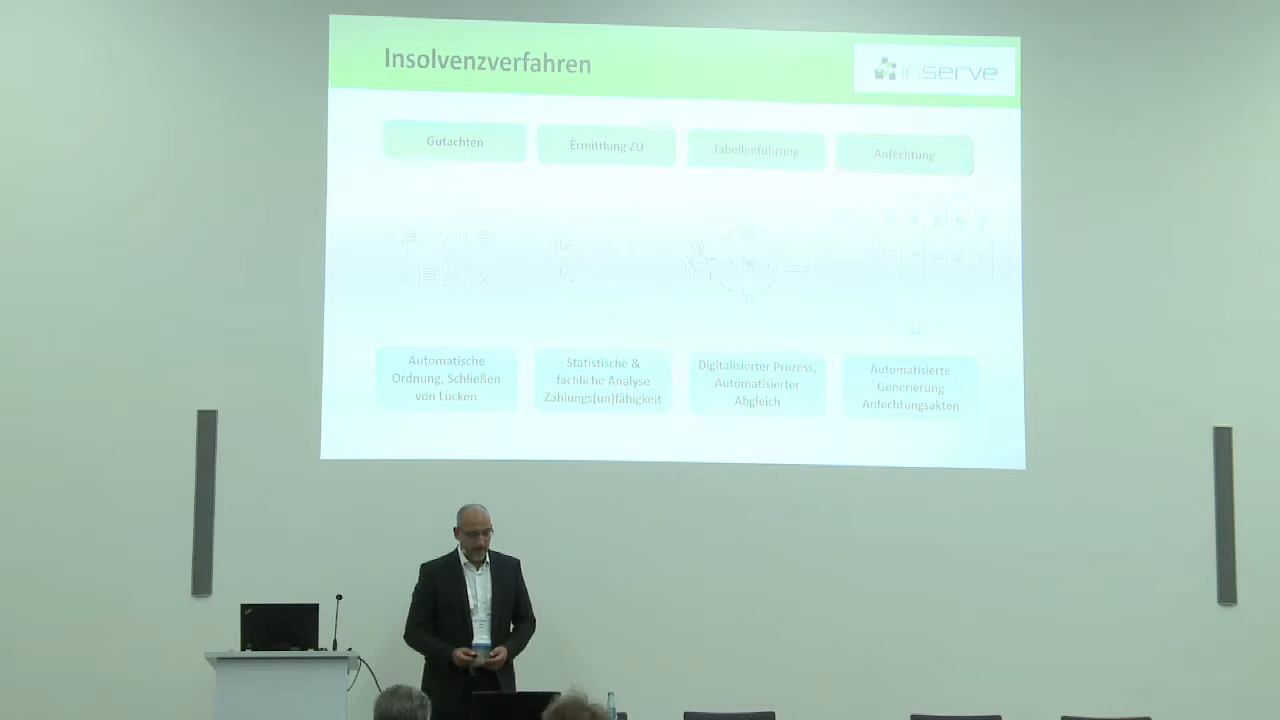 Insolvenzverfahren
inserve
Gutachten
Ermittlung ZU
Tabellenführung
Anfechtung
Automatische
Ordnung, Schließen
von Lücken
Statistische &
fachliche Analyse
Zahlungs(un)fähigkeit
Digitalisierter Prozess,
Automatisierter
Abgleich
Automatisierte
Generierung
Anfechtungsakten